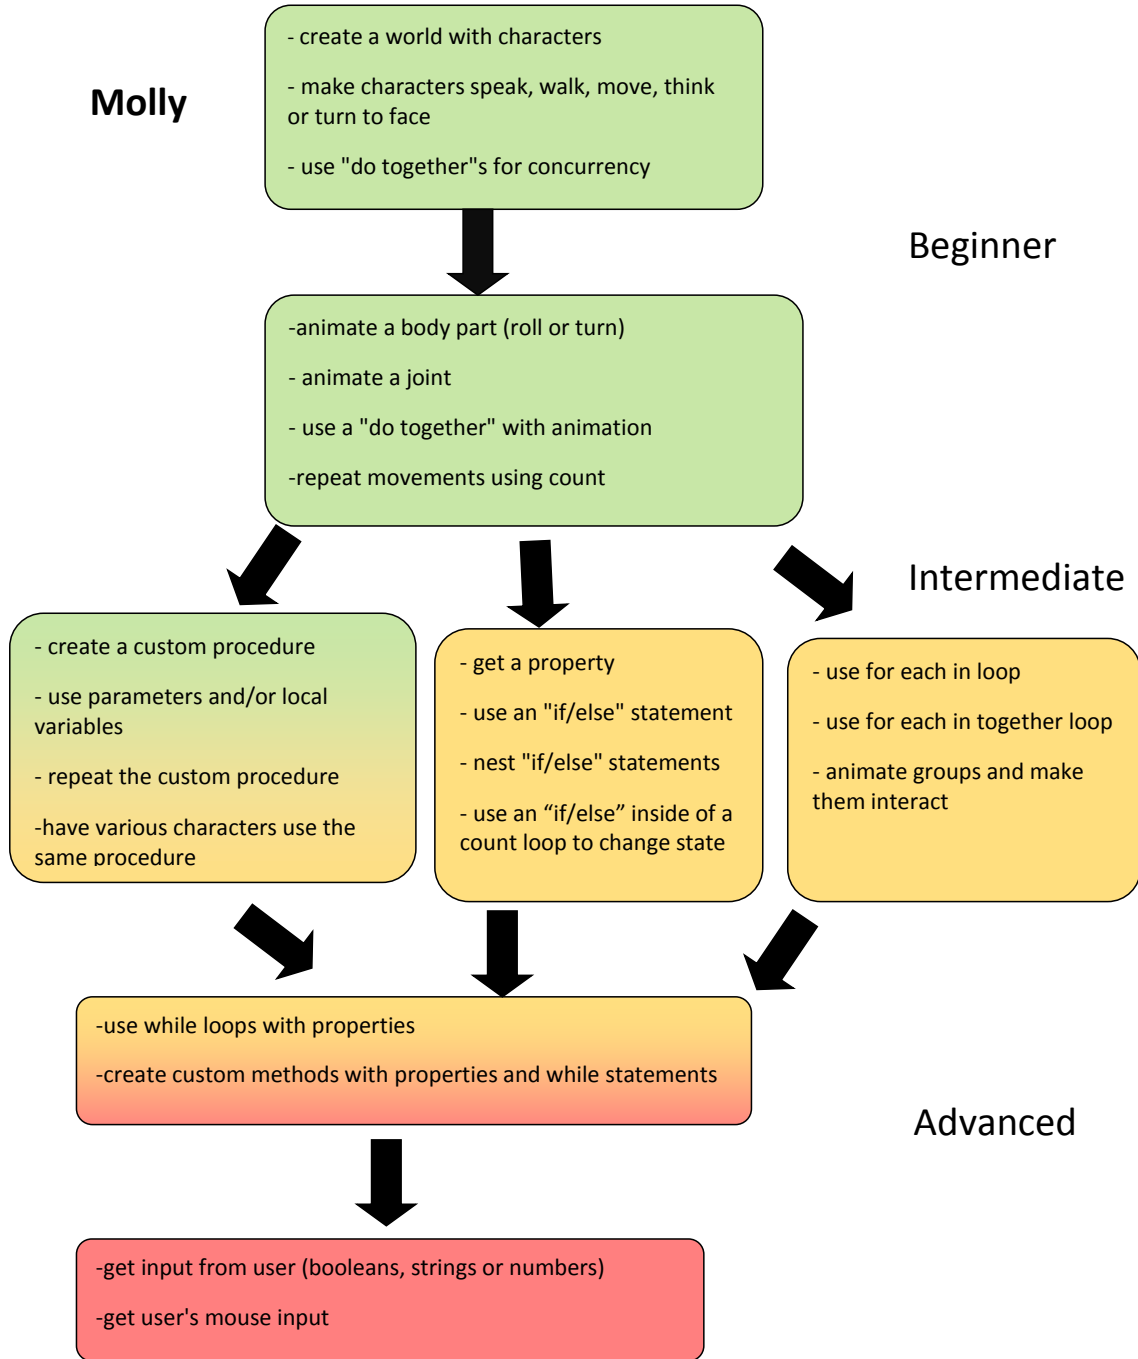 - create a world with characters
Molly
- make characters speak, walk, move, think
or turn to face
- use "do together"s for concurrency
Beginner
-animate a body part (roll or turn)
- animate a joint
- use a "do together" with animation
-repeat movements using count
Intermediate
- create a custom procedure
- use parameters and/or local
variables
- repeat the custom procedure
-have various characters use the
same procedure
- get a property
- use an "if/else" statement
- nest "if/else" statements
- use an “if/else” inside of a
count loop to change state
- use for each in loop
- use for each in together loop
- animate groups and make
them interact
-use while loops with properties
-create custom methods with properties and while statements
Advanced
-get input from user (booleans, strings or numbers)
-get user's mouse input